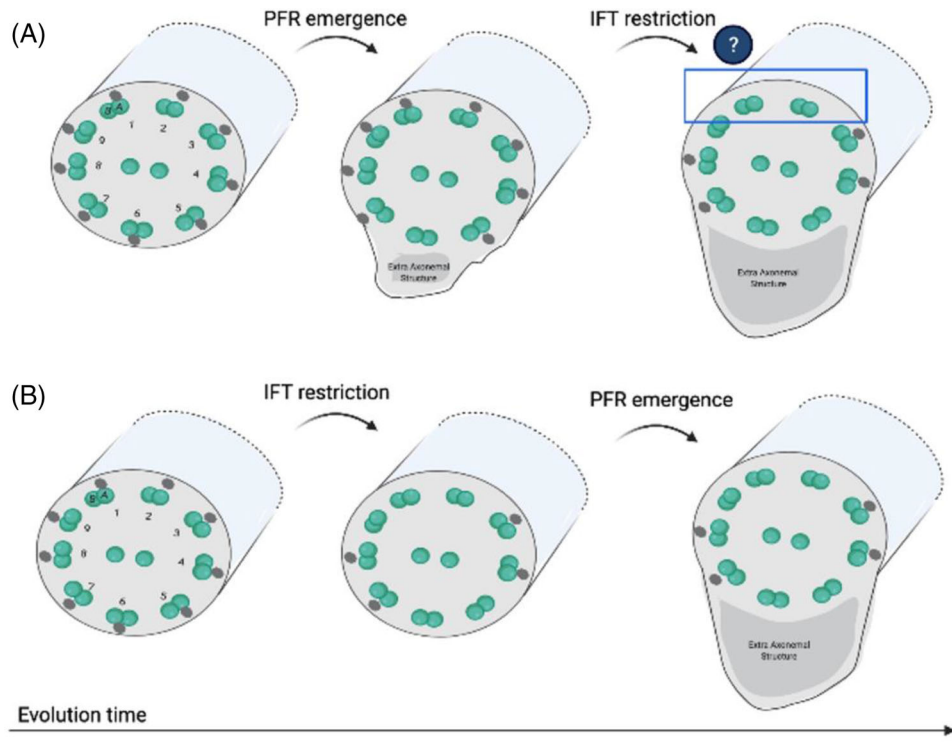 (A)
PFR emergence
IFT restriction
?
B A
1
2
3
4
5
6
7
8
9
Extra Axonemal
Structure
Extra Axonemal
Structure
(B)
IFT restriction
PFR emergence
B A
1
2
3
4
5
6
7
8
9
Extra Axonemal
Structure
Evolution time